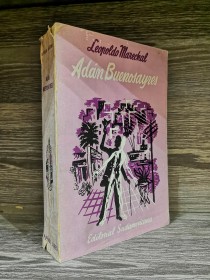 Leopoldo Marechal
Adán Buenosayres
Editorial Sudamericana